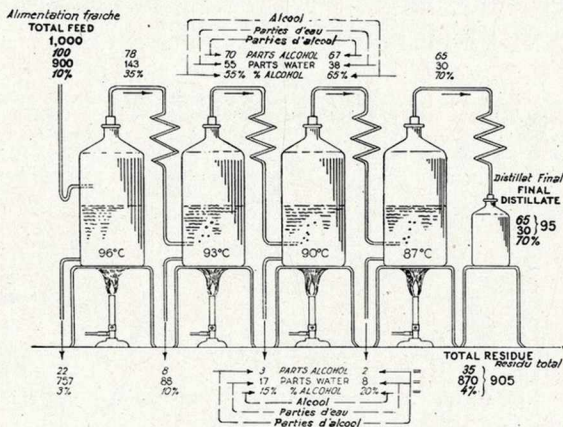 Alimentation fraîche
TOTAL FEED
1,000
100
900
10%
78
143
35%
Alcool
Parties d'eau
Parties d'alcool
70 PARTS ALCOHOL 67
55 PARTS WATER 38
55% % ALCOHOL 65%
65
30
70%
96°C
93°C
90°C
87°C
Distillat Final
FINAL
DISTILLATE
65
30 } 95
70%
22
757
3%
8
88
10%
3 PARTS ALCOHOL 2 =
17 PARTS WATER 8 =
15% % ALCOHOL 20% =
Alcool
Parties d'eau
Parties d'alcool
TOTAL RESIDUE
Residu total
35
870 } 905
4%